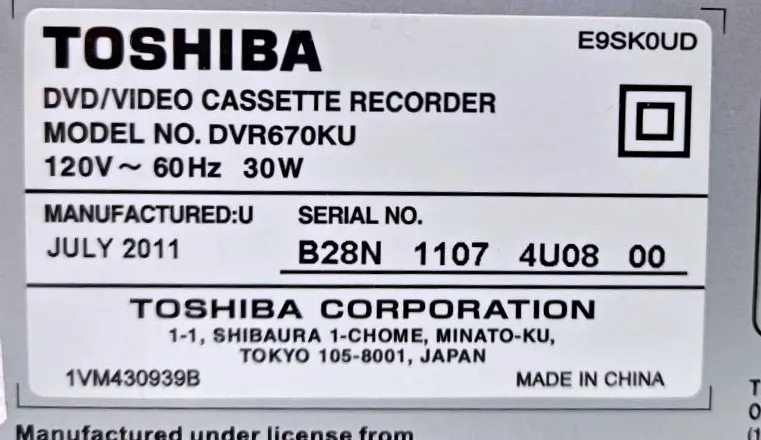 TOSHIBA
E9SK0UD
DVD/VIDEO CASSETTE RECORDER
MODEL NO. DVR670KU
120V～ 60Hz 30W
MANUFACTURED:U SERIAL NO.
JULY 2011 B28N 1107 4U08 00
TOSHIBA CORPORATION
1-1, SHIBAURA 1-CHOME, MINATO-KU,
TOKYO 105-8001, JAPAN
1VM430939B MADE IN CHINA
Manufactured under license from